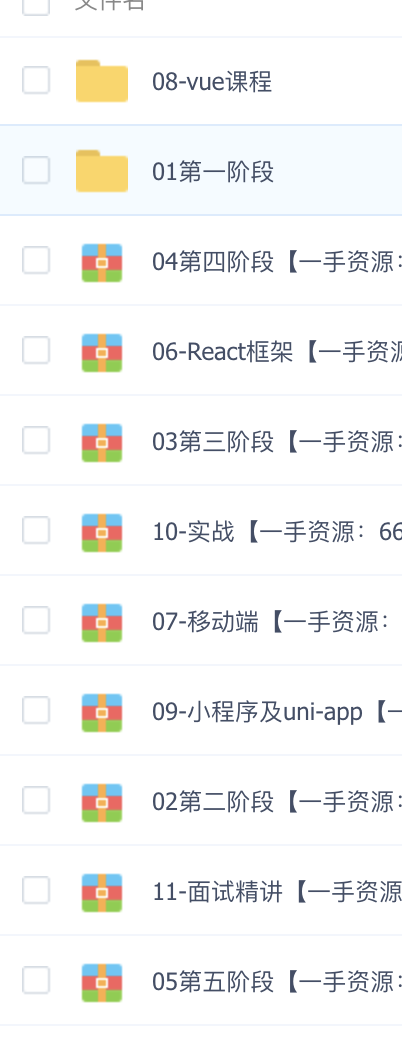 文件名
08-vue课程
01第一阶段
04第四阶段【一手资源：
06-React框架【一手资源
03第三阶段【一手资源：
10-实战【一手资源：66
07-移动端【一手资源：
09-小程序及uni-app【一
02第二阶段【一手资源：
11-面试精讲【一手资源
05第五阶段【一手资源：